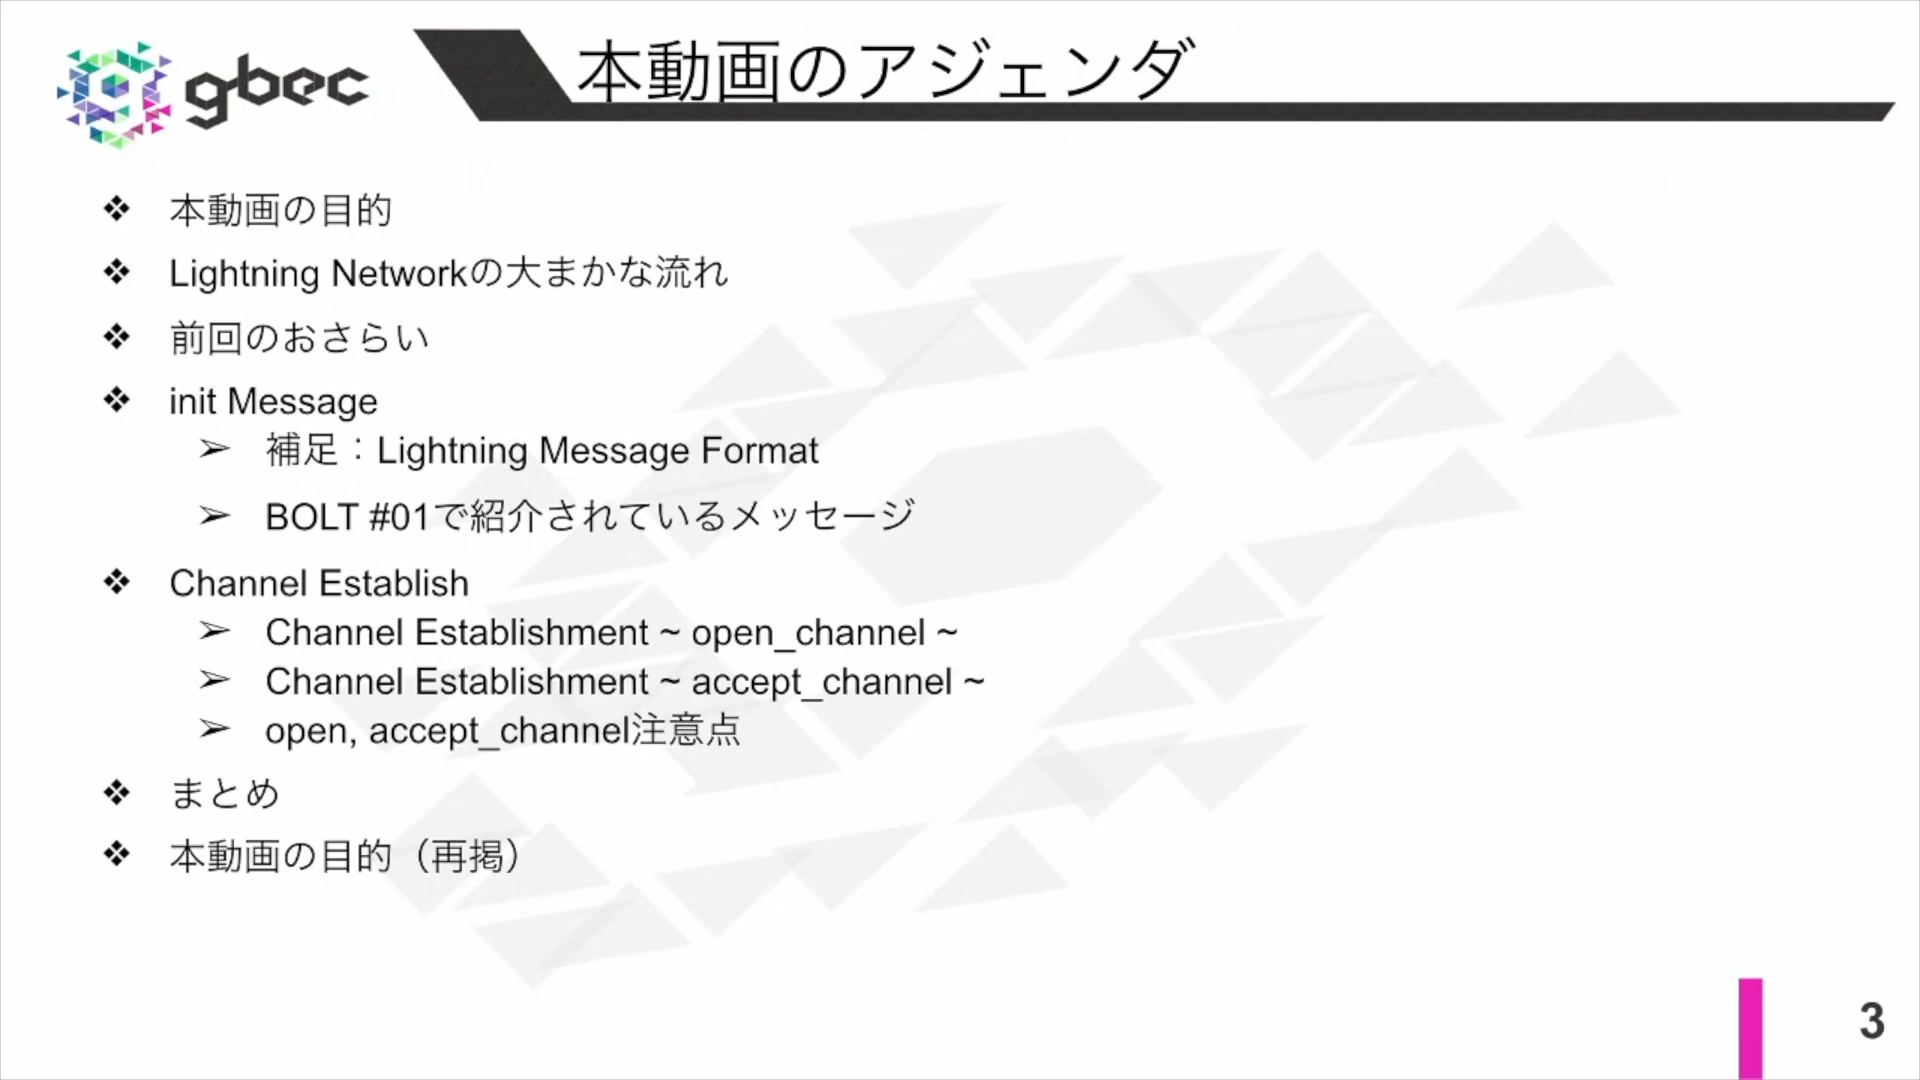 gbec
本動画のアジェンダ
❖ 本動画の目的
❖ Lightning Networkの大まかな流れ
❖ 前回のおさらい
❖ init Message
➢ 補足：Lightning Message Format
➢ BOLT #01で紹介されているメッセージ
❖ Channel Establish
➢ Channel Establishment ~ open_channel ~
➢ Channel Establishment ~ accept_channel ~
➢ open, accept_channel注意点
❖ まとめ
❖ 本動画の目的（再掲）
3